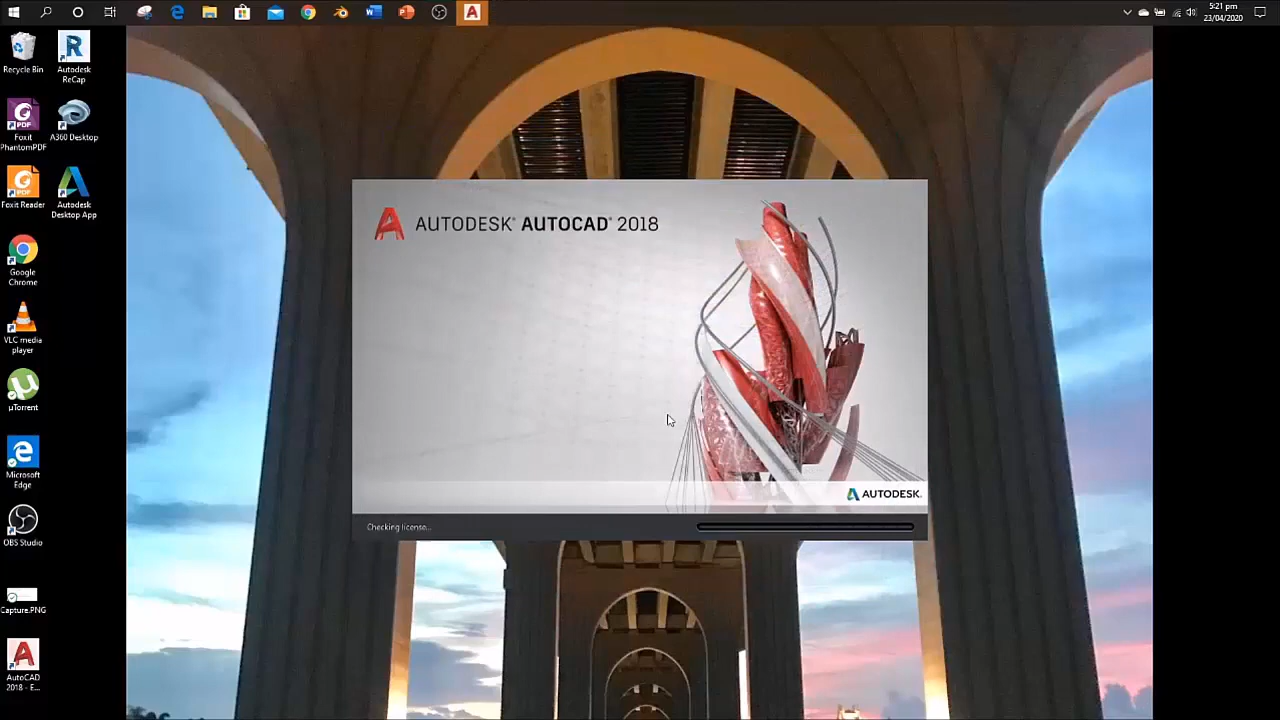 5:21 pm
23/04/2020
Recycle Bin
Autodesk
ReCap
Foxit
PhantomPDF
A360 Desktop
Foxit Reader
Autodesk
Desktop App
Google
Chrome
VLC media
player
µTorrent
Microsoft
Edge
OBS Studio
Capture.PNG
AutoCAD
2018 - E...
AUTODESK® AUTOCAD® 2018
AUTODESK.
Checking license...